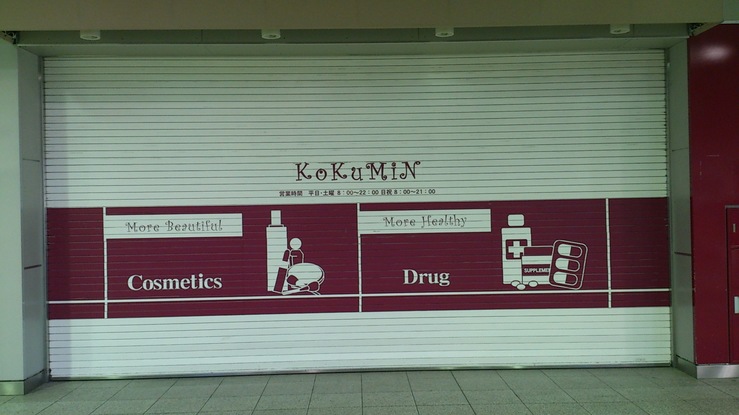 KoKuMiN
営業時間 平日・土曜 8:00〜22:00 日祝 8:00〜21:00
More Beautiful
Cosmetics
More Healthy
Drug
SUPPLEME